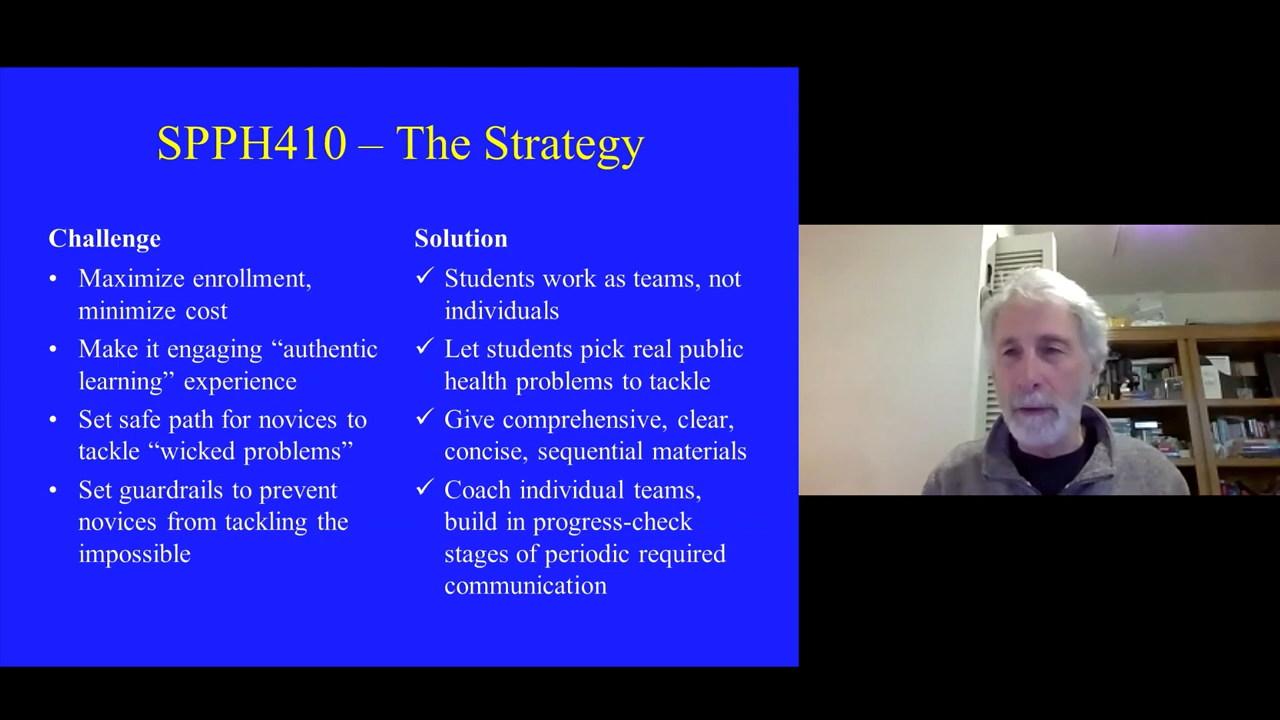 SPPH410 – The Strategy
Challenge
• Maximize enrollment,
minimize cost
• Make it engaging “authentic
learning” experience
• Set safe path for novices to
tackle “wicked problems”
• Set guardrails to prevent
novices from tackling the
impossible
Solution
✓ Students work as teams, not
individuals
✓ Let students pick real public
health problems to tackle
✓ Give comprehensive, clear,
concise, sequential materials
✓ Coach individual teams,
build in progress-check
stages of periodic required
communication